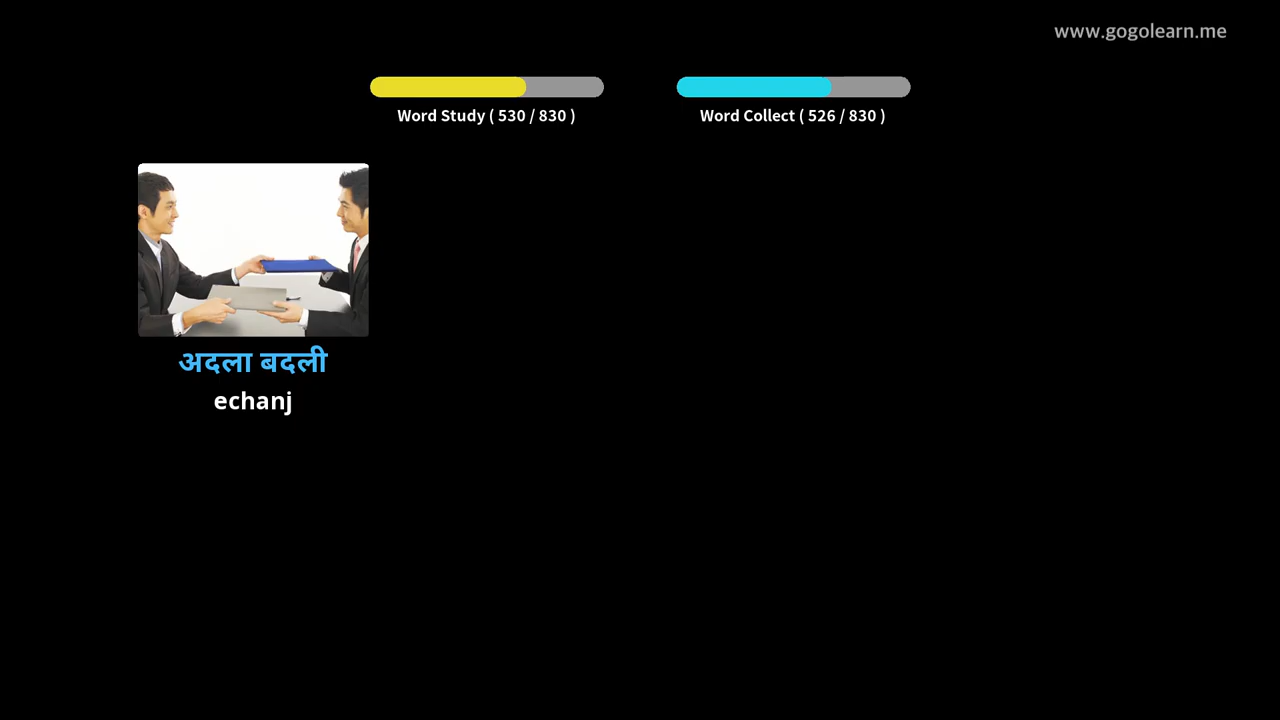 www.gogolearn.me
Word Study ( 530 / 830 )
Word Collect ( 526 / 830 )
अदला बदली
echanj